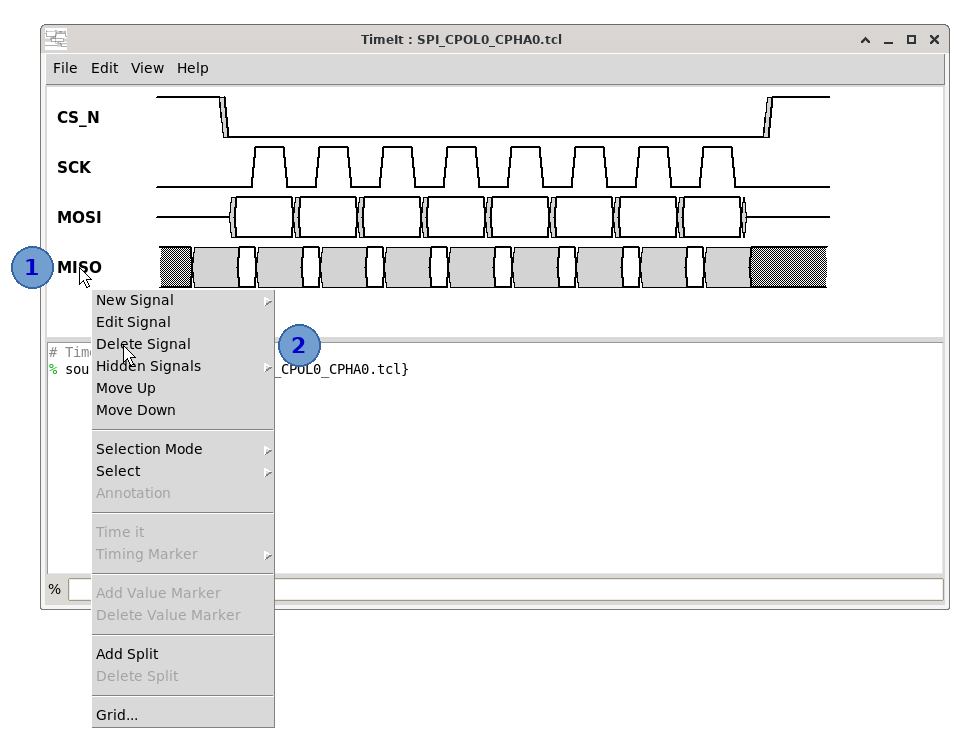 TimeIt : SPI_CPOL0_CPHA0.tcl
File Edit View Help
CS_N
SCK
MOSI
1 MISO
New Signal
Edit Signal
Delete Signal
2
Hidden Signals
Move Up
Move Down
Selection Mode
Select
Annotation
Time it
Timing Marker
Add Value Marker
Delete Value Marker
Add Split
Delete Split
Grid...
# Tim
% sou _CPOL0_CPHA0.tcl}
%